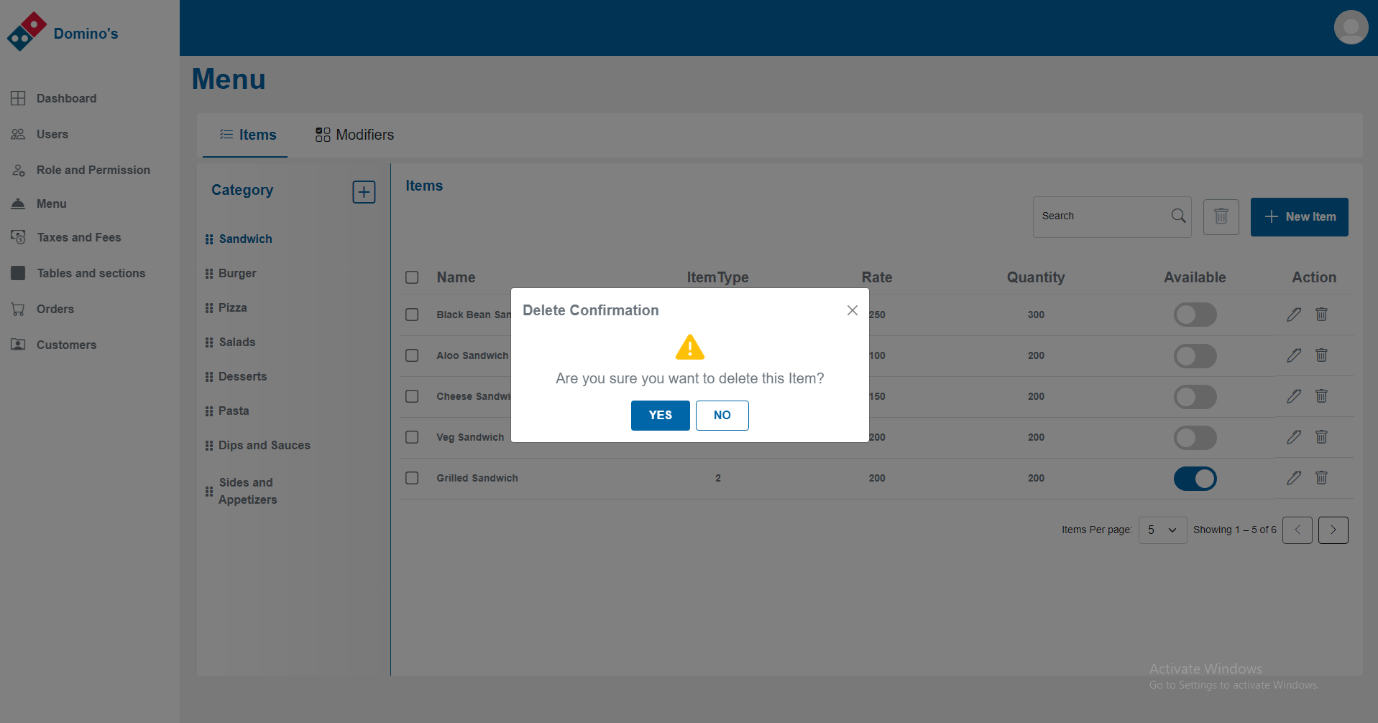 Domino's
Menu
Dashboard
Users
Role and Permission
Menu
Taxes and Fees
Tables and sections
Orders
Customers
Items
Modifiers
Category
Sandwich
Burger
Pizza
Salads
Desserts
Pasta
Dips and Sauces
Sides and
Appetizers
Items
Search
New Item
Name ItemType Rate Quantity Available Action
Black Bean 250 300
Aloo Sandwich 100 200
Cheese 150 200
Veg Sandwich 200 200
Grilled Sandwich 2 200 200
Delete Confirmation
Are you sure you want to delete this Item?
YES NO
Items Per page: 5 Showing 1 – 5 of 6
Activate Windows
Go to Settings to activate Windows.